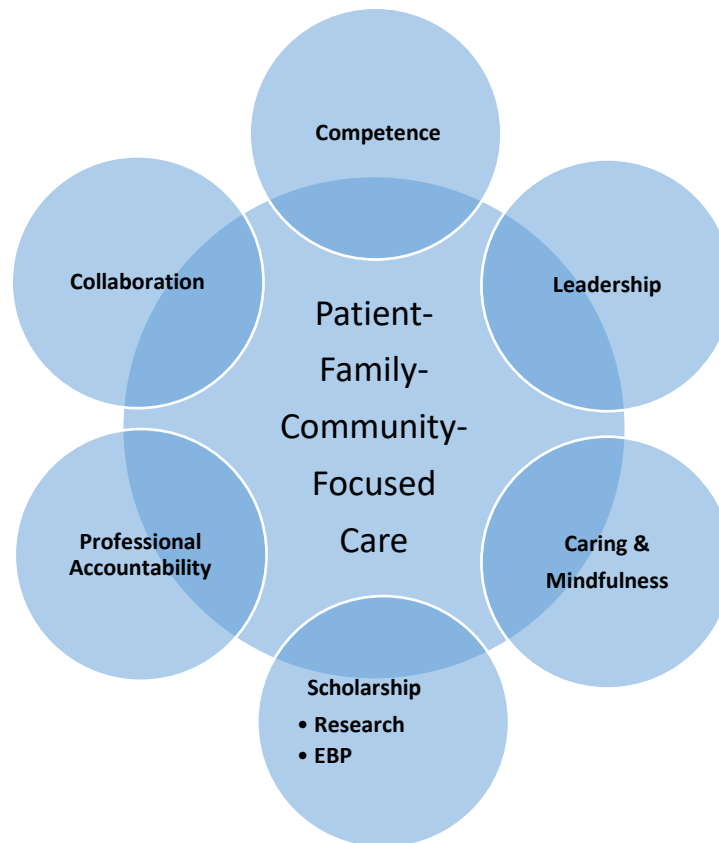 Competence
Collaboration
Leadership
Patient-
Family-
Community-
Focused
Care
Professional
Accountability
Caring &
Mindfulness
Scholarship
• Research
• EBP